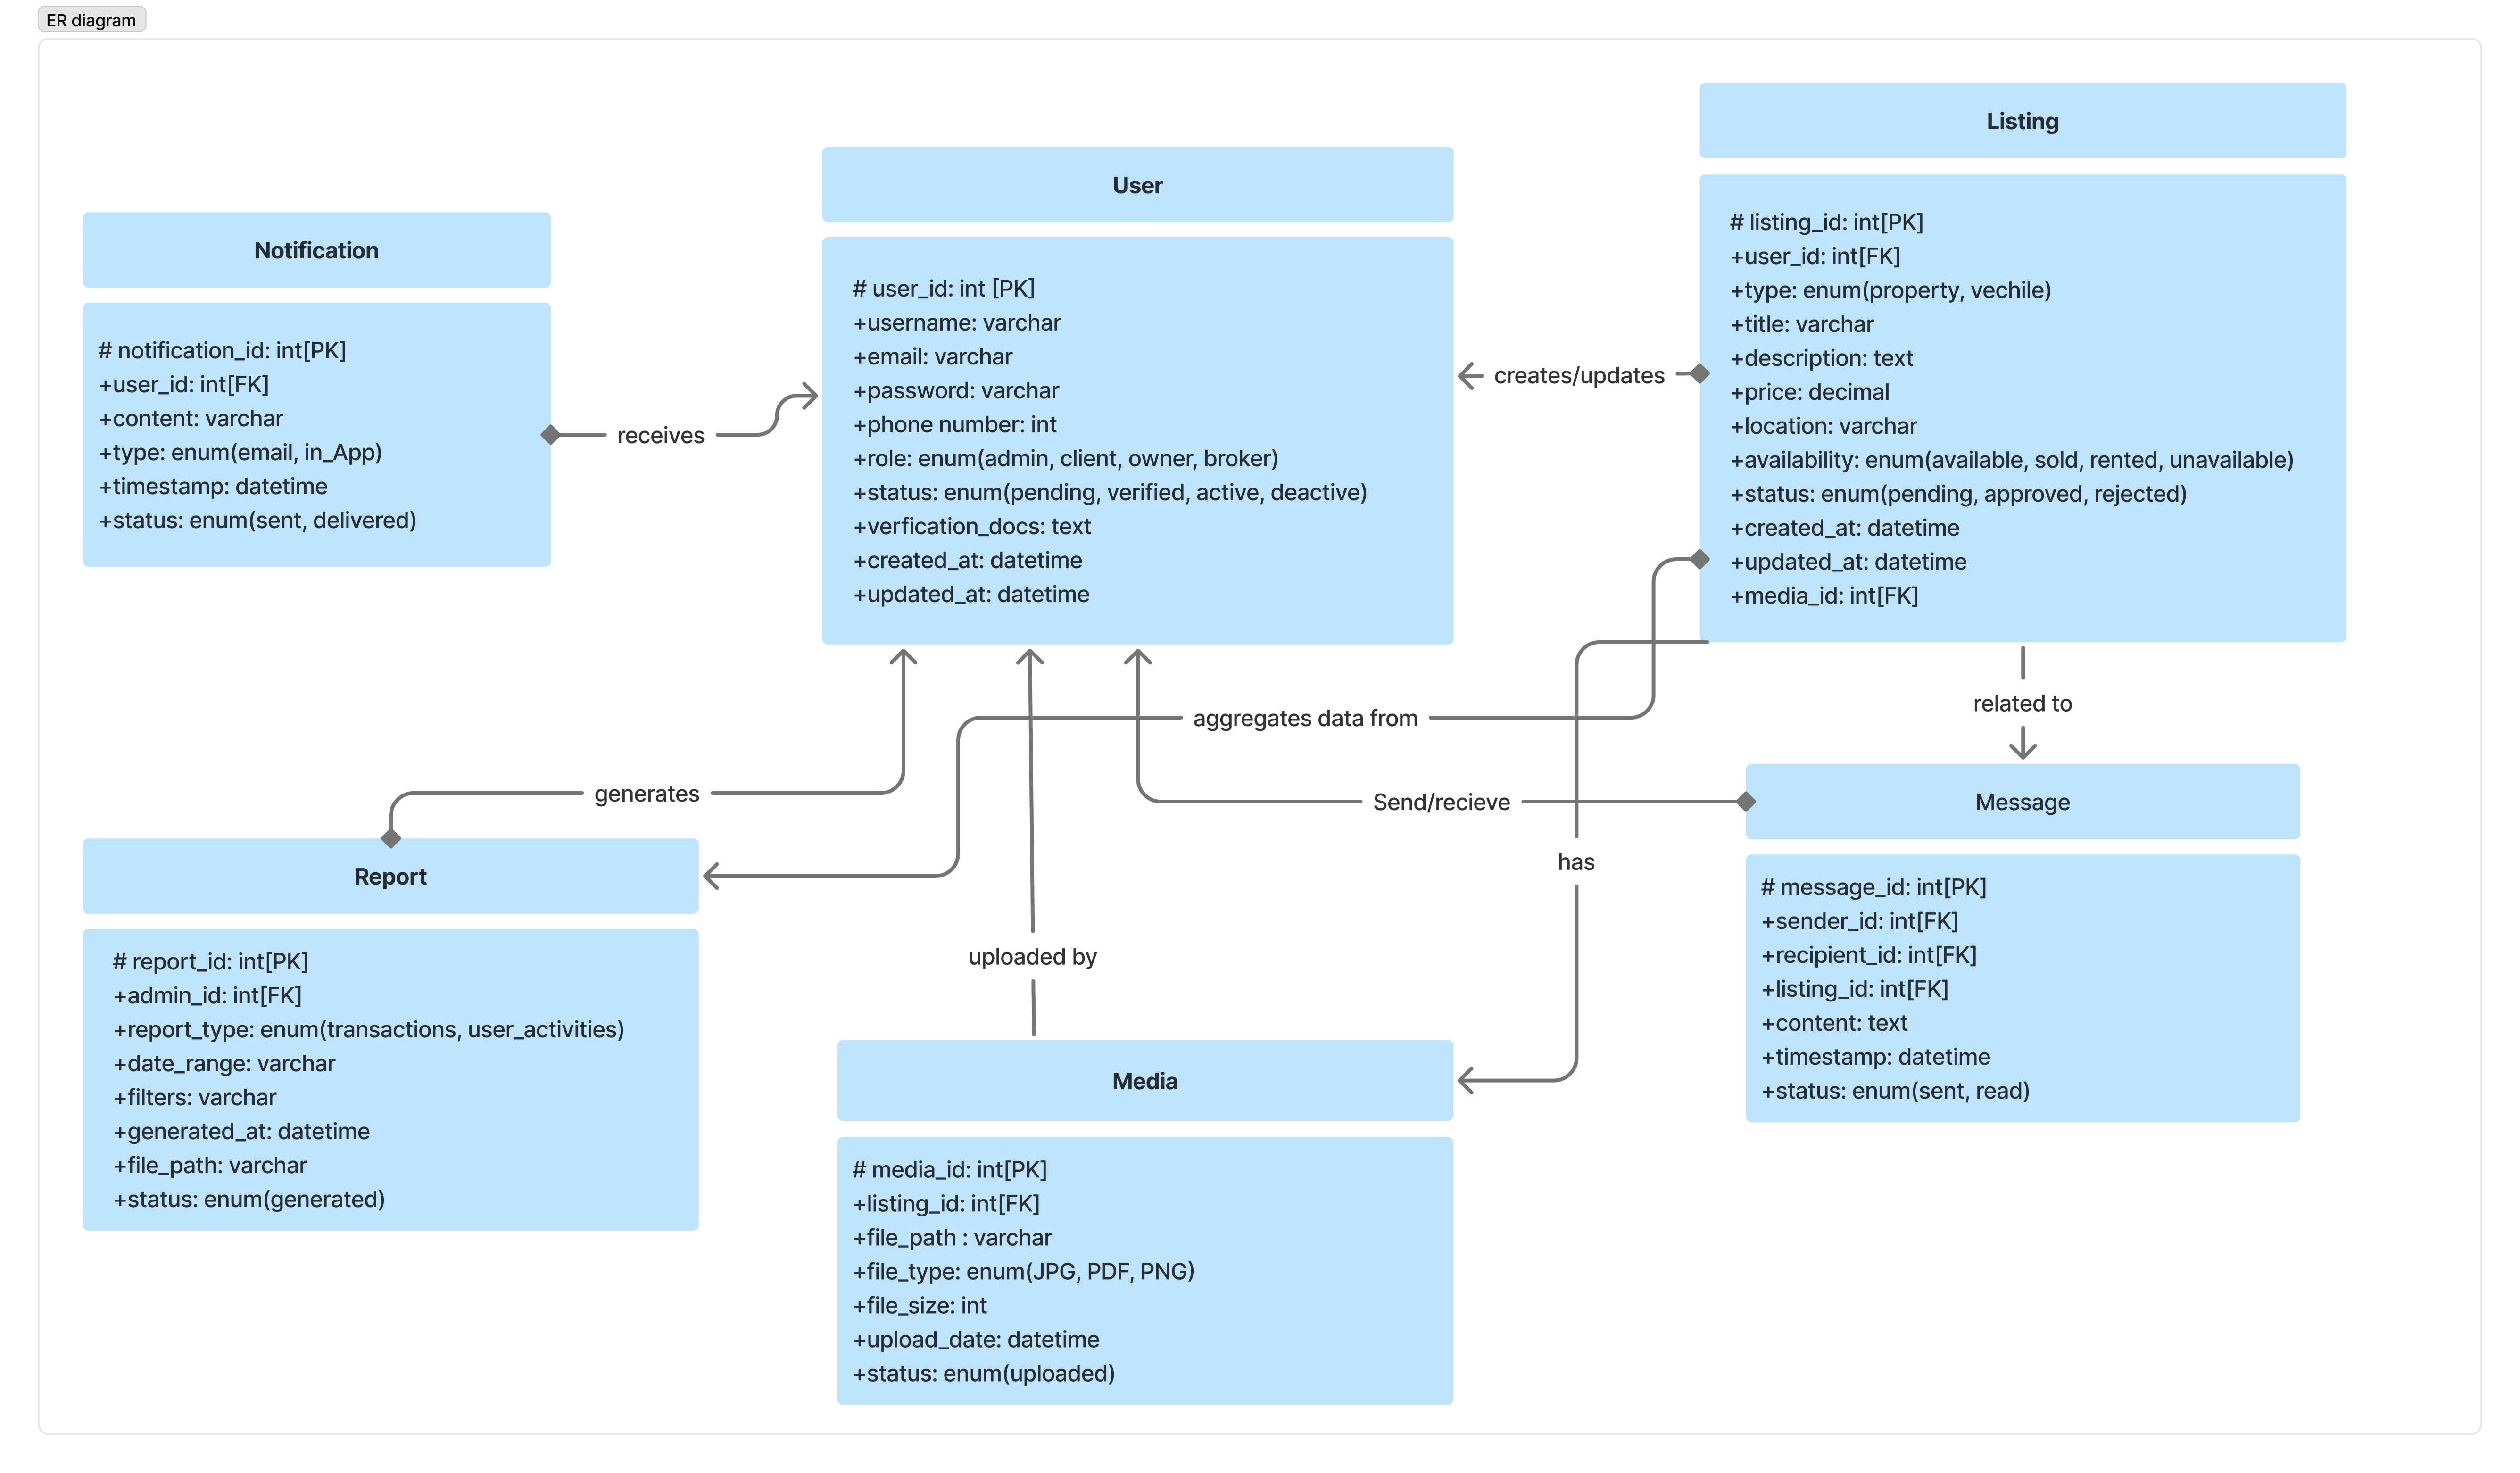 ER diagram
Notification
# notification_id: int[PK]
+user_id: int[FK]
+content: varchar
+type: enum(email, in_App)
+timestamp: datetime
+status: enum(sent, delivered)
receives
User
# user_id: int [PK]
+username: varchar
+email: varchar
+password: varchar
+phone number: int
+role: enum(admin, client, owner, broker)
+status: enum(pending, verified, active, deactive)
+verfication_docs: text
+created_at: datetime
+updated_at: datetime
creates/updates
Listing
# listing_id: int[PK]
+user_id: int[FK]
+type: enum(property, vechile)
+title: varchar
+description: text
+price: decimal
+location: varchar
+availability: enum(available, sold, rented, unavailable)
+status: enum(pending, approved, rejected)
+created_at: datetime
+updated_at: datetime
+media_id: int[FK]
related to
aggregates data from
generates
Send/recieve
has
uploaded by
Report
# report_id: int[PK]
+admin_id: int[FK]
+report_type: enum(transactions, user_activities)
+date_range: varchar
+filters: varchar
+generated_at: datetime
+file_path: varchar
+status: enum(generated)
Media
# media_id: int[PK]
+listing_id: int[FK]
+file_path : varchar
+file_type: enum(JPG, PDF, PNG)
+file_size: int
+upload_date: datetime
+status: enum(uploaded)
Message
# message_id: int[PK]
+sender_id: int[FK]
+recipient_id: int[FK]
+listing_id: int[FK]
+content: text
+timestamp: datetime
+status: enum(sent, read)